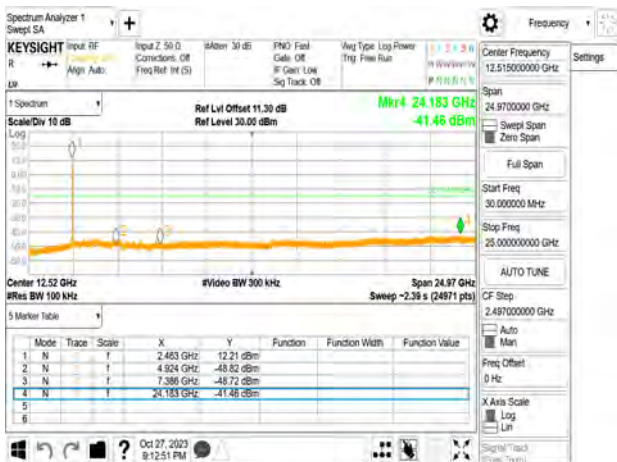 Spectrum Analyzer 1
Swept SA
Frequency
Settings
KEYSIGHT
Input: RF
Align: Auto
Input Z: 50 Ω
Corrections: Off
Freq Ref: Int (S)
#Atten: 30 dB
PNO: Fast
Gate: Off
IF Gain: Low
Sig Track: Off
Avg Type: Log Power
Trig: Free Run
R
1 Spectrum
Scale/Div 10 dB
Log
Ref Lvl Offset 11.30 dB
Ref Level 30.00 dBm
Mkr4 24.183 GHz
-41.46 dBm
Center 12.52 GHz
#Res BW 100 kHz
#Video BW 300 kHz
Span 24.97 GHz
Sweep ~2.39 s (24971 pts)
5 Marker Table
Mode Trace Scale X Y Function Function Width Function Value
1 N f 2.463 GHz 12.21 dBm
2 N f 4.924 GHz -48.82 dBm
3 N f 7.386 GHz -48.72 dBm
4 N f 24.183 GHz -41.46 dBm
5
6
Oct 27, 2023
9:12:51 PM
Center Frequency
12.515000000 GHz
Span
24.9700000 GHz
Swept Span
Zero Span
Full Span
Start Freq
30.000000 MHz
Stop Freq
25.000000000 GHz
AUTO TUNE
CF Step
2.497000000 GHz
Auto
Man
Freq Offset
0 Hz
X Axis Scale
Log
Lin
Signal Track